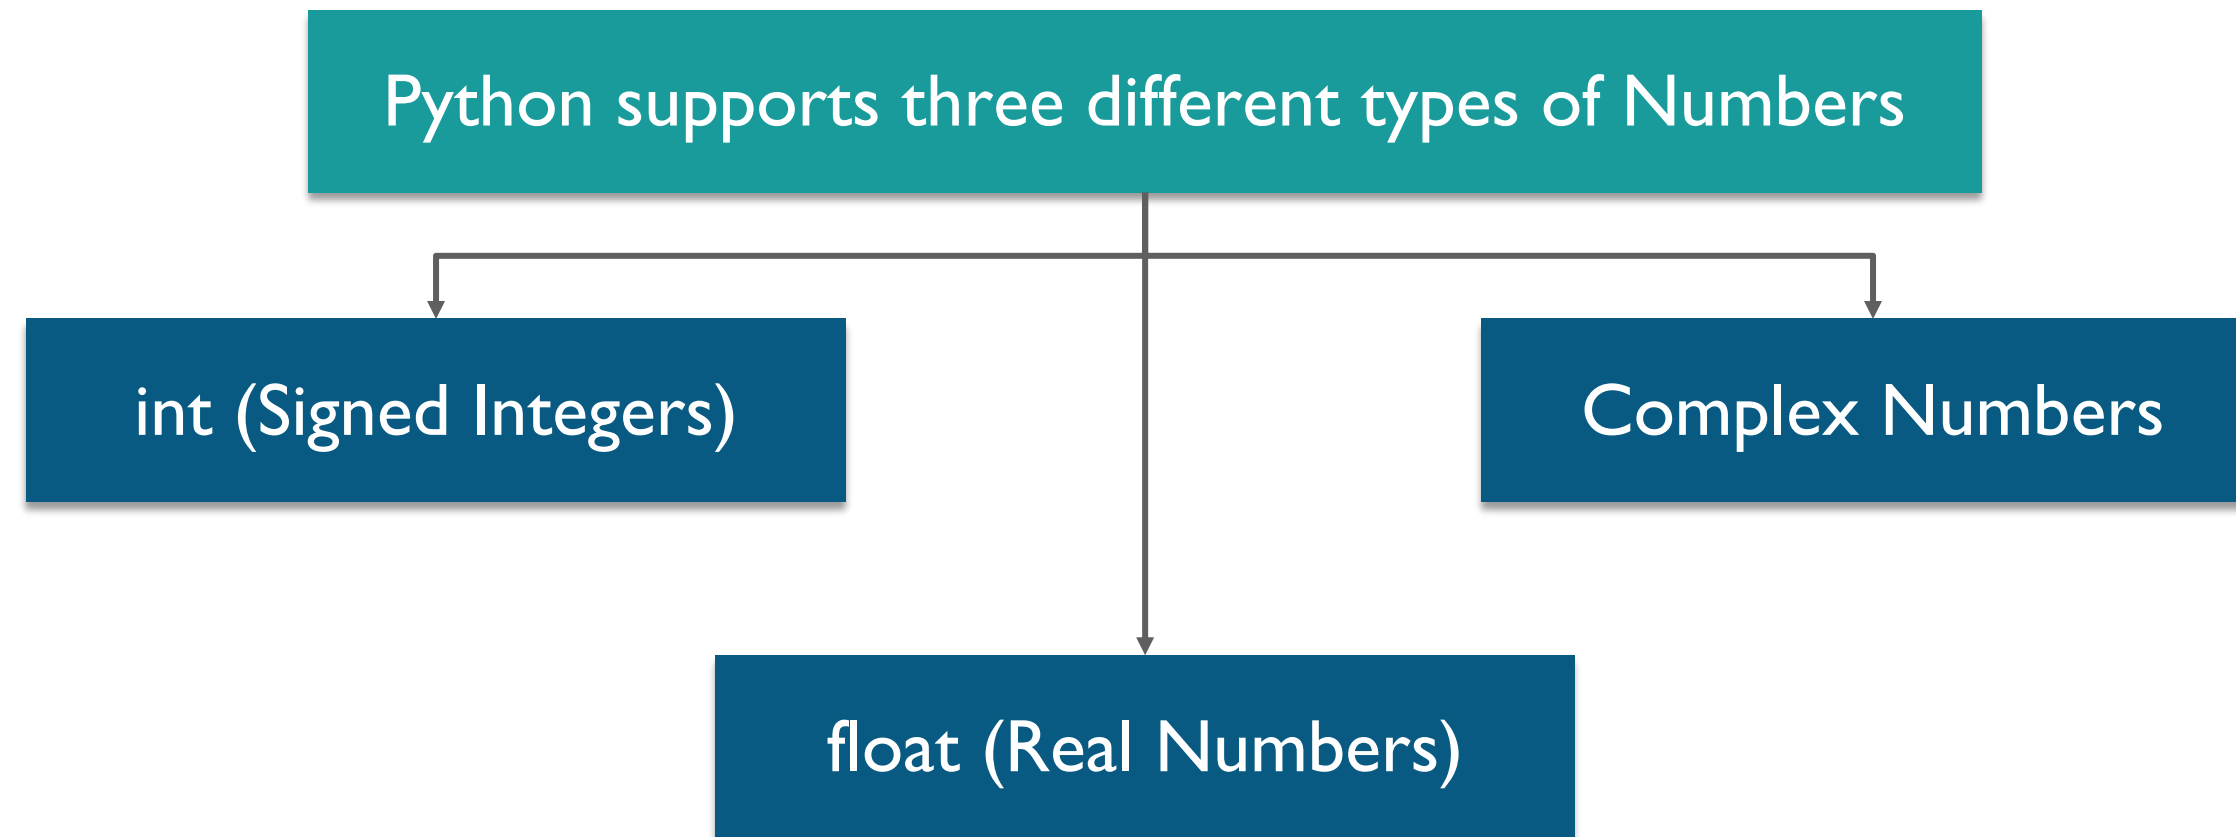 Python supports three different types of Numbers
int (Signed Integers)
Complex Numbers
float (Real Numbers)